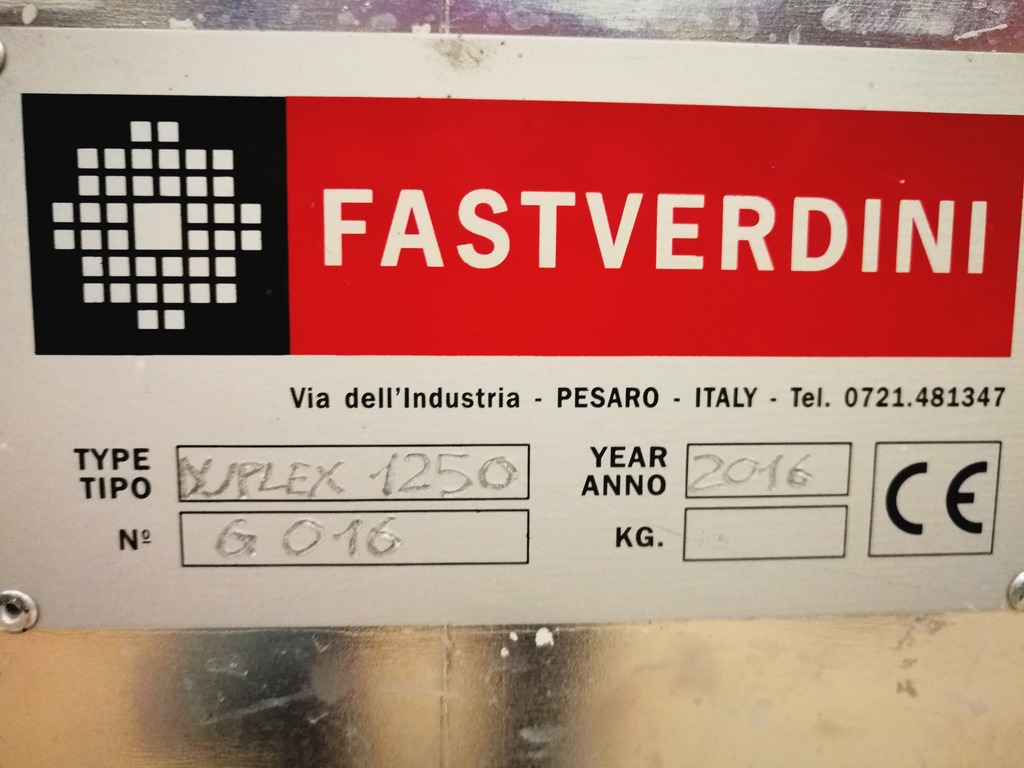 FASTVERDINI
Via dell'Industria - PESARO - ITALY - Tel. 0721.481347
TYPE
TIPO
DUPLEX 1250
YEAR
ANNO
2016
CE
Nº
G 016
KG.